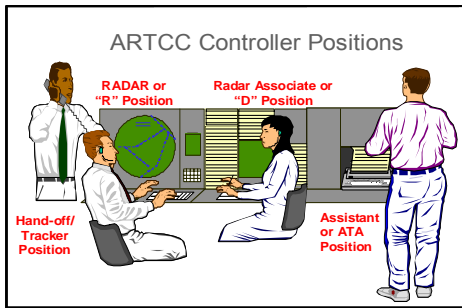 ARTCC Controller Positions
RADAR or
“R” Position
Radar Associate or
“D” Position
Hand-off/
Tracker
Position
Assistant
or ATA
Position